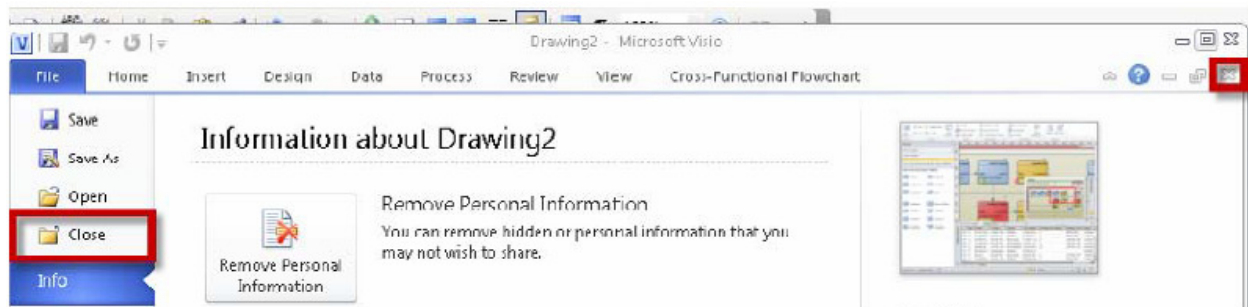 Drawing2 - Microsoft Visio
File Home Insert Design Data Process Review View Cross-Functional Flowchart
Save
Save As
Open
Close
Info
Information about Drawing2
Remove Personal Information
You can remove hidden or personal information that you
may not wish to share.
Remove Personal
Information